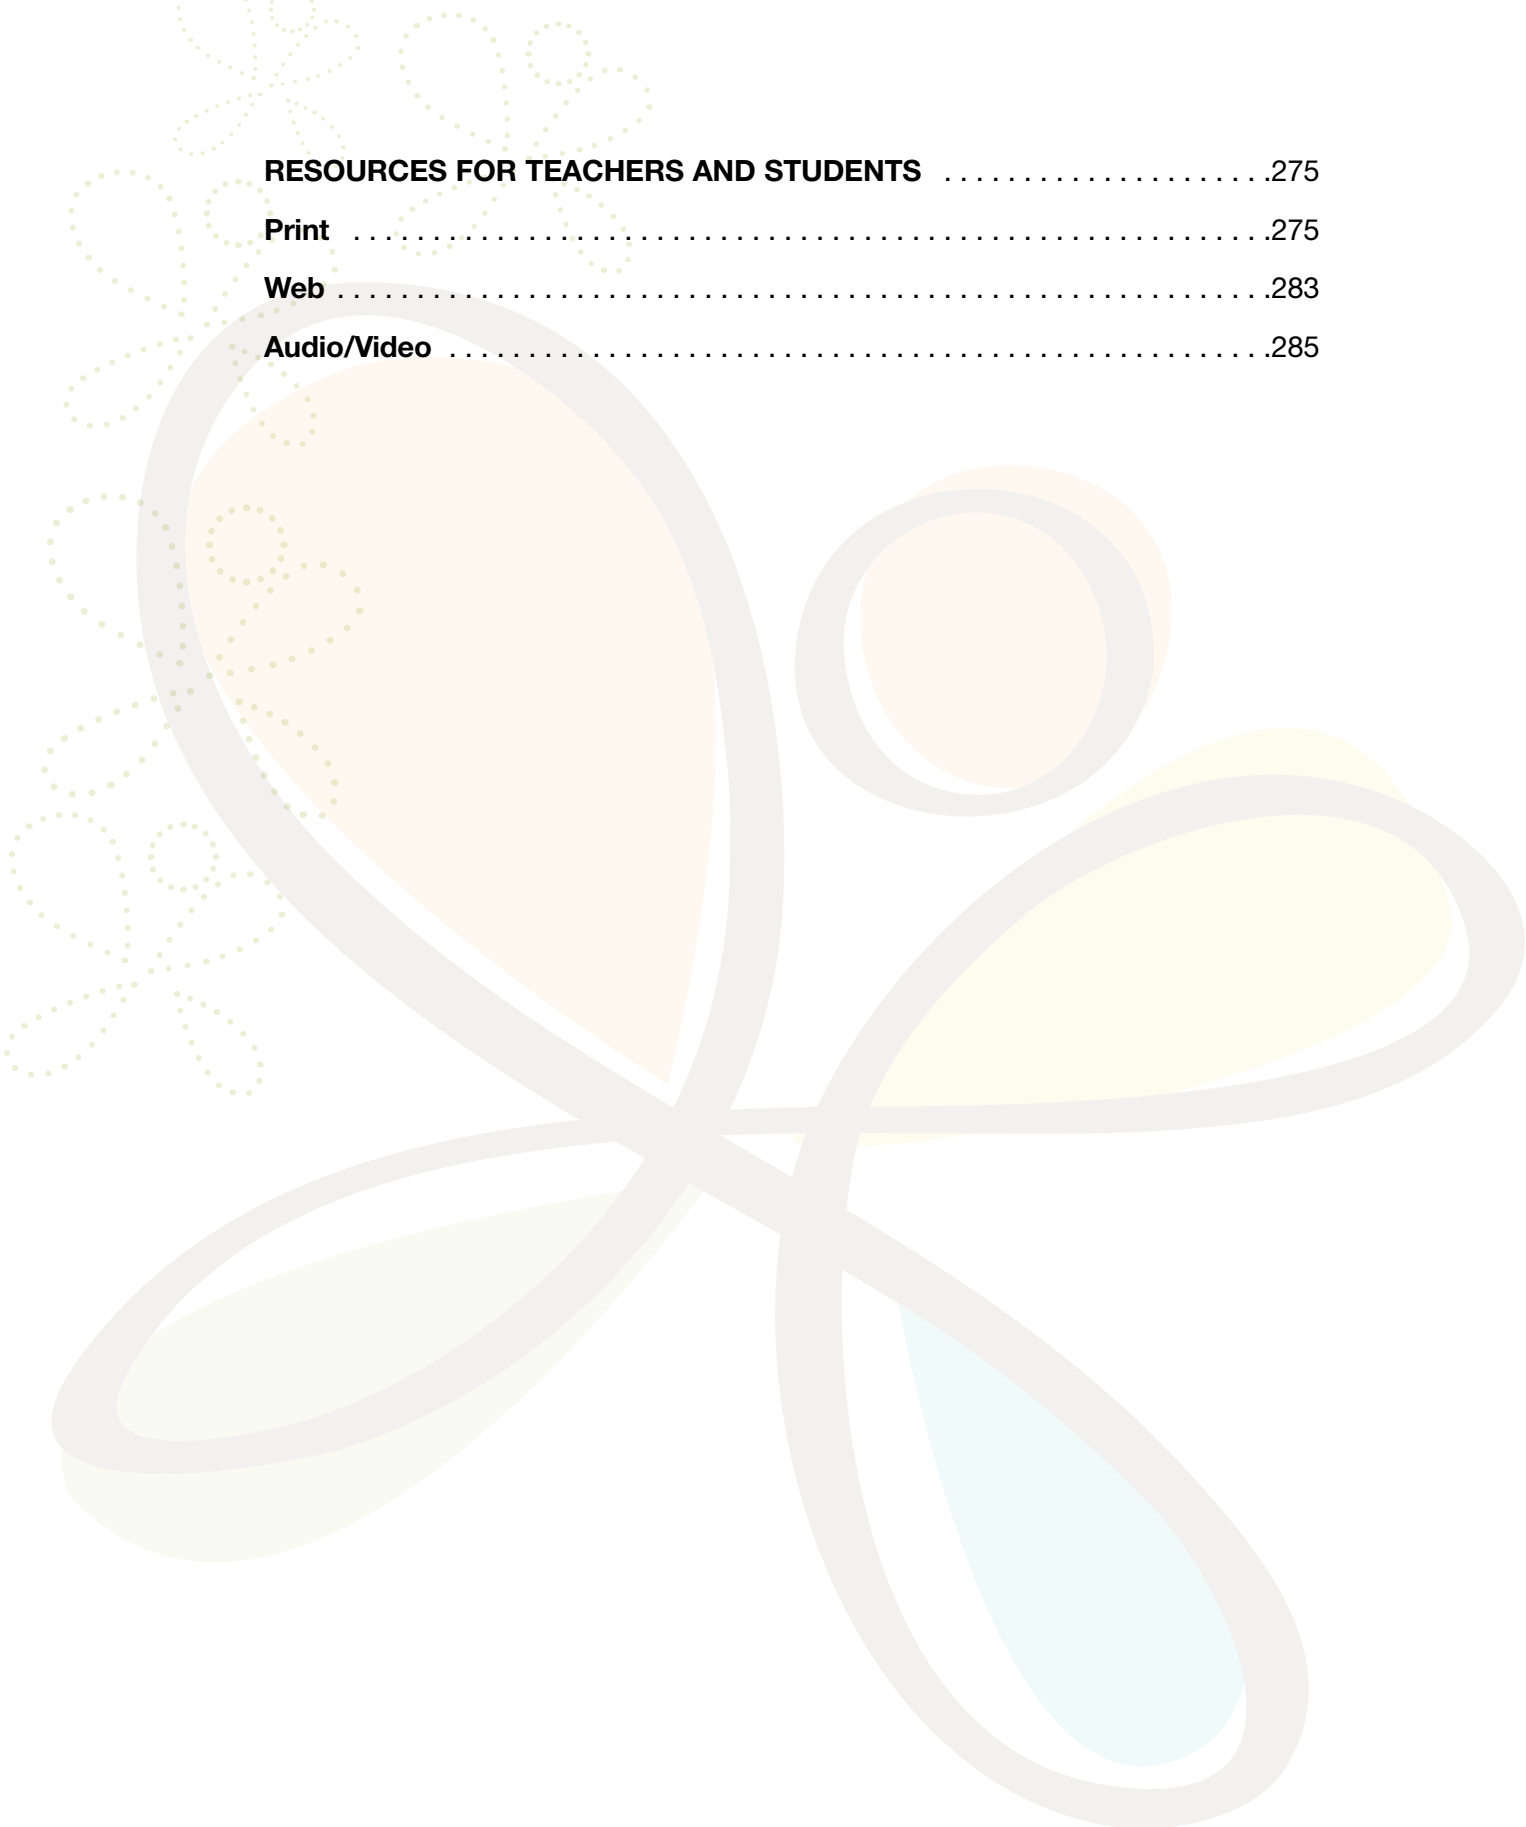 RESOURCES FOR TEACHERS AND STUDENTS . . . . . . . . . . . . . . . . . . . . .275
Print . . . . . . . . . . . . . . . . . . . . . . . . . . . . . . . . . . . . . . . . . . . . . . . . . . . . . . . . . .275
Web . . . . . . . . . . . . . . . . . . . . . . . . . . . . . . . . . . . . . . . . . . . . . . . . . . . . . . . . . . .283
Audio/Video . . . . . . . . . . . . . . . . . . . . . . . . . . . . . . . . . . . . . . . . . . . . . . . . . . . .285